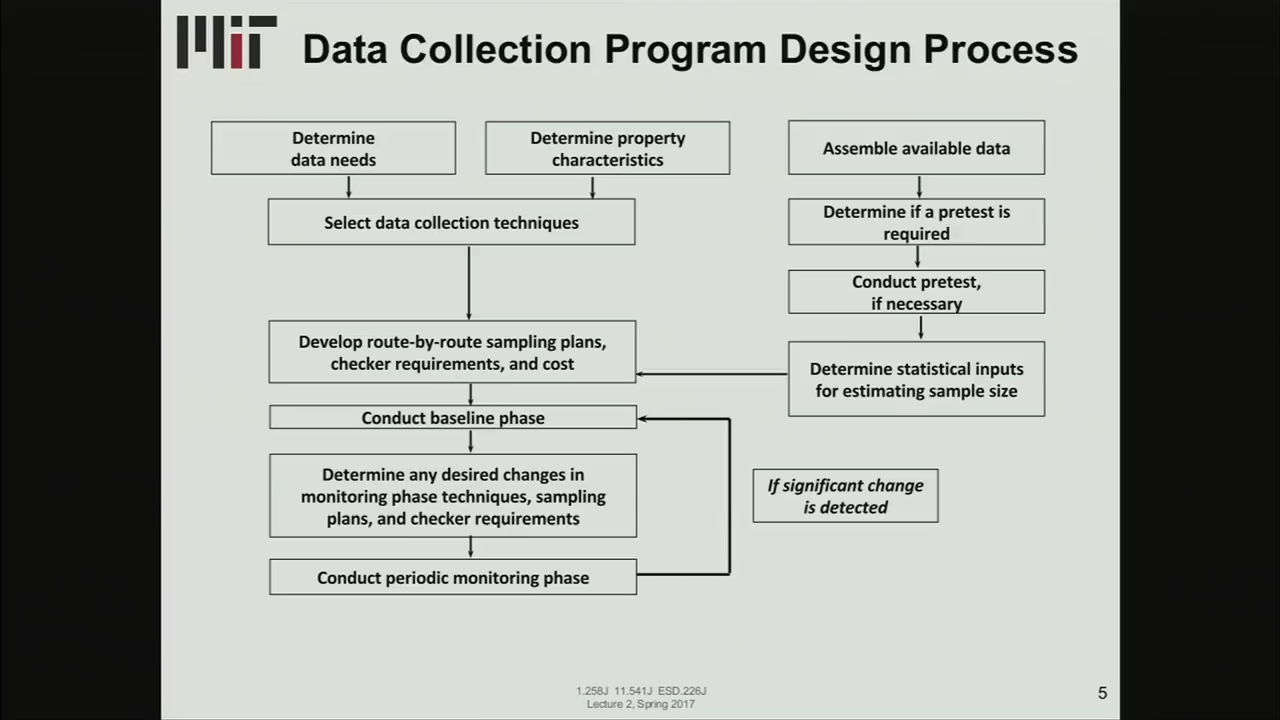 MIT
Data Collection Program Design Process
Determine
data needs
Determine property
characteristics
Assemble available data
Select data collection techniques
Determine if a pretest is
required
Conduct pretest,
if necessary
Develop route-by-route sampling plans,
checker requirements, and cost
Determine statistical inputs
for estimating sample size
Conduct baseline phase
Determine any desired changes in
monitoring phase techniques, sampling
plans, and checker requirements
If significant change
is detected
Conduct periodic monitoring phase
1.258J 11.541J ESD.226J
Lecture 2, Spring 2017
5